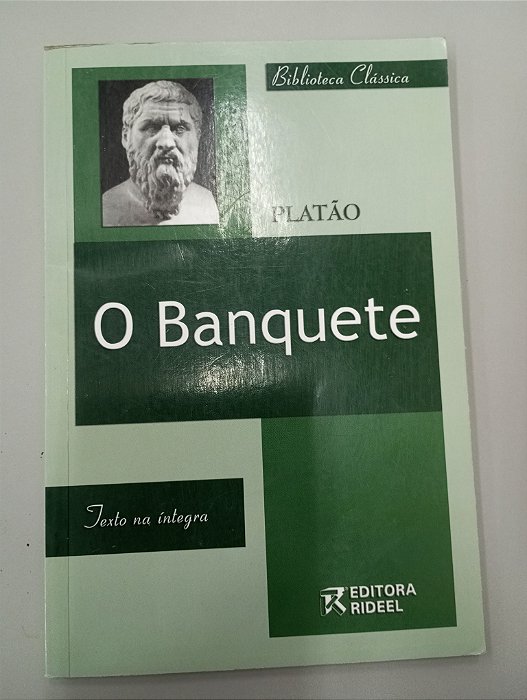 Biblioteca Clássica
PLATÃO
O Banquete
Texto na íntegra
EDITORA
RIDEEL